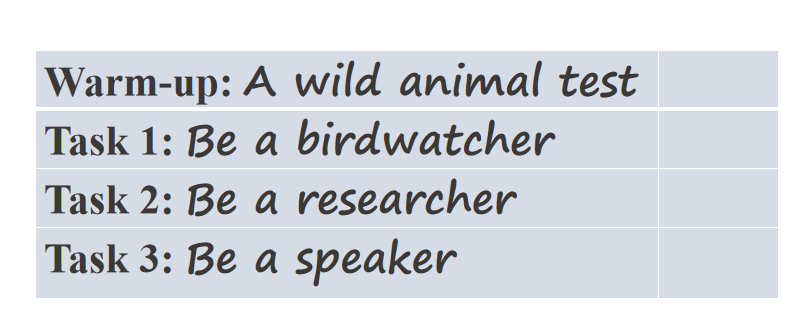 Warm-up: A wild animal test
Task 1: Be a birdwatcher
Task 2: Be a researcher
Task 3: Be a speaker